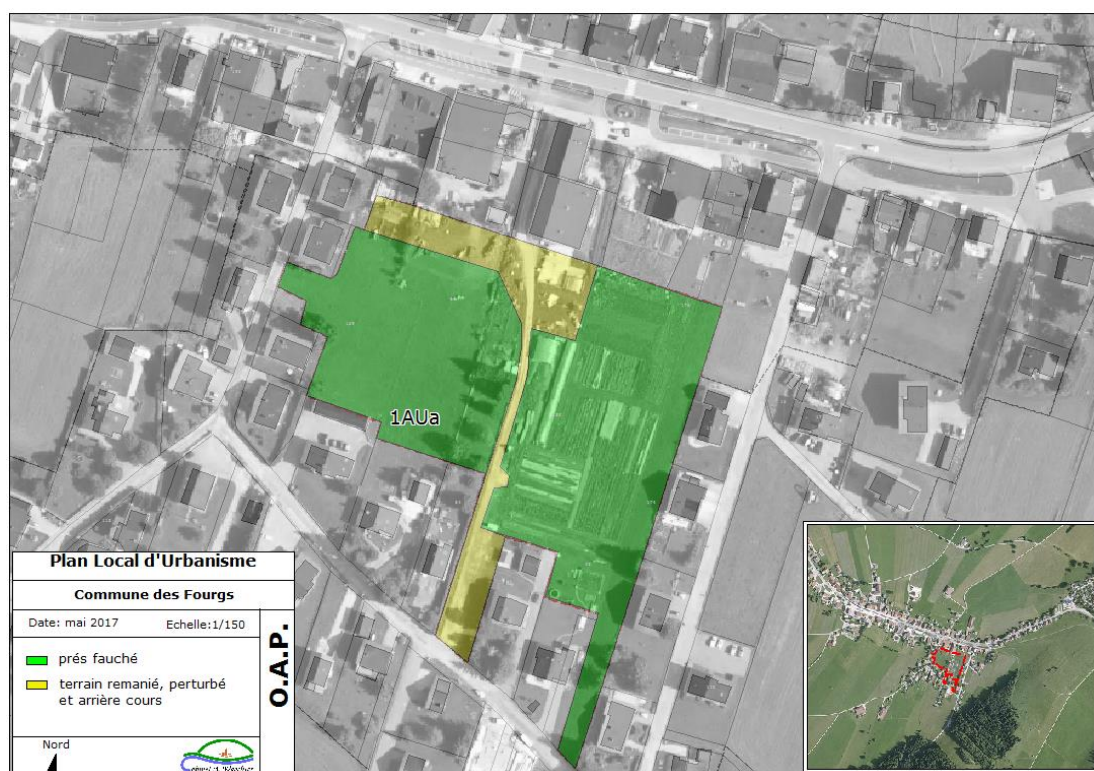 1AUa
Plan Local d'Urbanisme
Commune des Fourgs
Date: mai 2017 Echelle:1/150
prés fauché
terrain remanié, perturbé
et arrière cours
O.A.P.
Nord